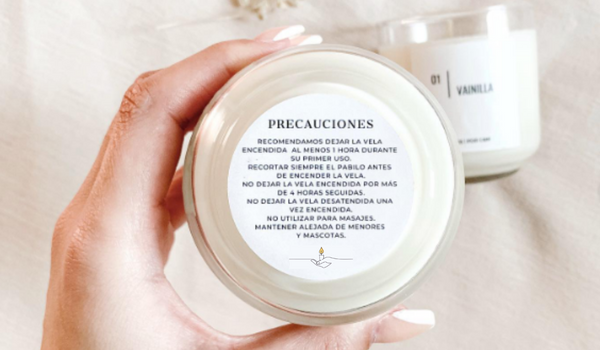 PRECAUCIONES
RECOMENDAMOS DEJAR LA VELA
ENCENDIDA AL MENOS 1 HORA DURANTE
SU PRIMER USO.
RECORTAR SIEMPRE EL PABILO ANTES
DE ENCENDER LA VELA.
NO DEJAR LA VELA ENCENDIDA POR MÁS
DE 4 HORAS SEGUIDAS.
NO DEJAR LA VELA DESATENDIDA UNA
VEZ ENCENDIDA.
NO UTILIZAR PARA MASAJES.
MANTENER ALEJADA DE MENORES
Y MASCOTAS.
01 VAINILLA